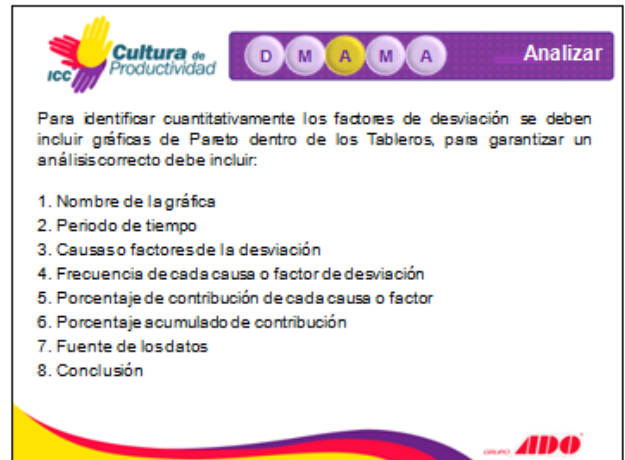 Cultura de
Productividad
ICC
D M A M A
Analizar
Para identificar cuantitativamente los factores de desviación se deben
incluir gráficas de Pareto dentro de los Tableros, para garantizar un
análisis correcto debe incluir:
1. Nombre de la gráfica
2. Periodo de tiempo
3. Causas o factores de la desviación
4. Frecuencia de cada causa o factor de desviación
5. Porcentaje de contribución de cada causa o factor
6. Porcentaje acumulado de contribución
7. Fuente de los datos
8. Conclusión
GRUPO ADO